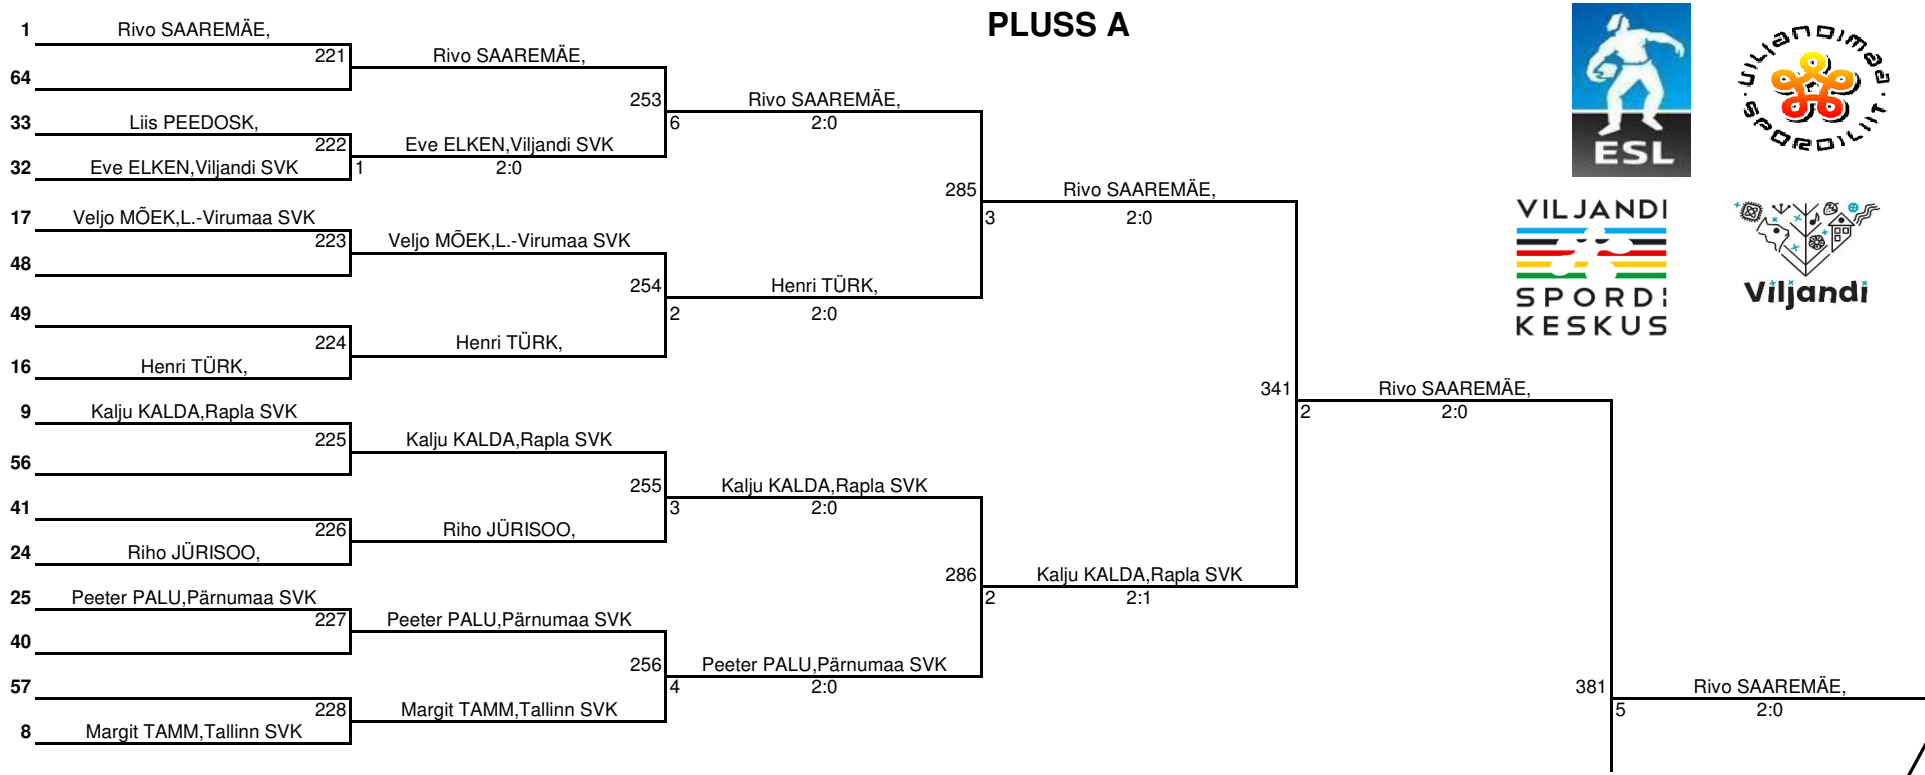 PLUSS A
1 Rivo SAAREMÄE,
221 Rivo SAAREMÄE,
64
253 Rivo SAAREMÄE,
6 2:0
33 Liis PEEDOSK,
222 Eve ELKEN,Viljandi SVK
32 Eve ELKEN,Viljandi SVK 1 2:0
285 Rivo SAAREMÄE,
3 2:0
17 Veljo MÕEK,L.-Virumaa SVK
223 Veljo MÕEK,L.-Virumaa SVK
48
254 Henri TÜRK,
2 2:0
49
224 Henri TÜRK,
16 Henri TÜRK,
341 Rivo SAAREMÄE,
2 2:0
9 Kalju KALDA,Rapla SVK
225 Kalju KALDA,Rapla SVK
56
255 Kalju KALDA,Rapla SVK
3 2:0
41
226 Riho JÜRISOO,
24 Riho JÜRISOO,
286 Kalju KALDA,Rapla SVK
2 2:1
25 Peeter PALU,Pärnumaa SVK
227 Peeter PALU,Pärnumaa SVK
40
256 Peeter PALU,Pärnumaa SVK
4 2:0
57
228 Margit TAMM,Tallinn SVK
8 Margit TAMM,Tallinn SVK
381 Rivo SAAREMÄE,
5 2:0
ESL
VILJANDIMAA
SPORDILIIT
VILJANDI
SPORDI
KESKUS
Viljandi